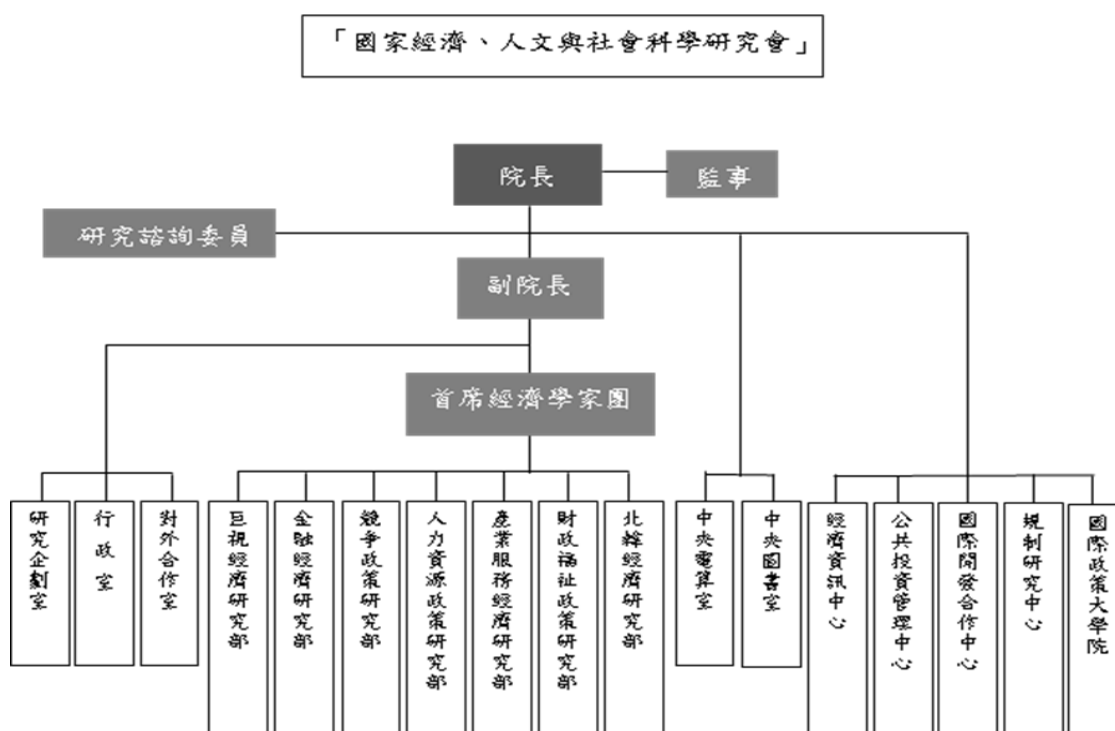 「國家經濟、人文與社會科學研究會」
院長
監事
研究諮詢委員
副院長
首席經濟學家團
研究企劃室
行政室
對外合作室
巨視經濟研究部
金融經濟研究部
競爭政策研究部
人力資源政策研究部
產業服務經濟研究部
財政福祉政策研究部
北韓經濟研究部
中央電算室
中央圖書室
經濟資訊中心
公共投資管理中心
國際開發合作中心
規制研究中心
國際政策大學院